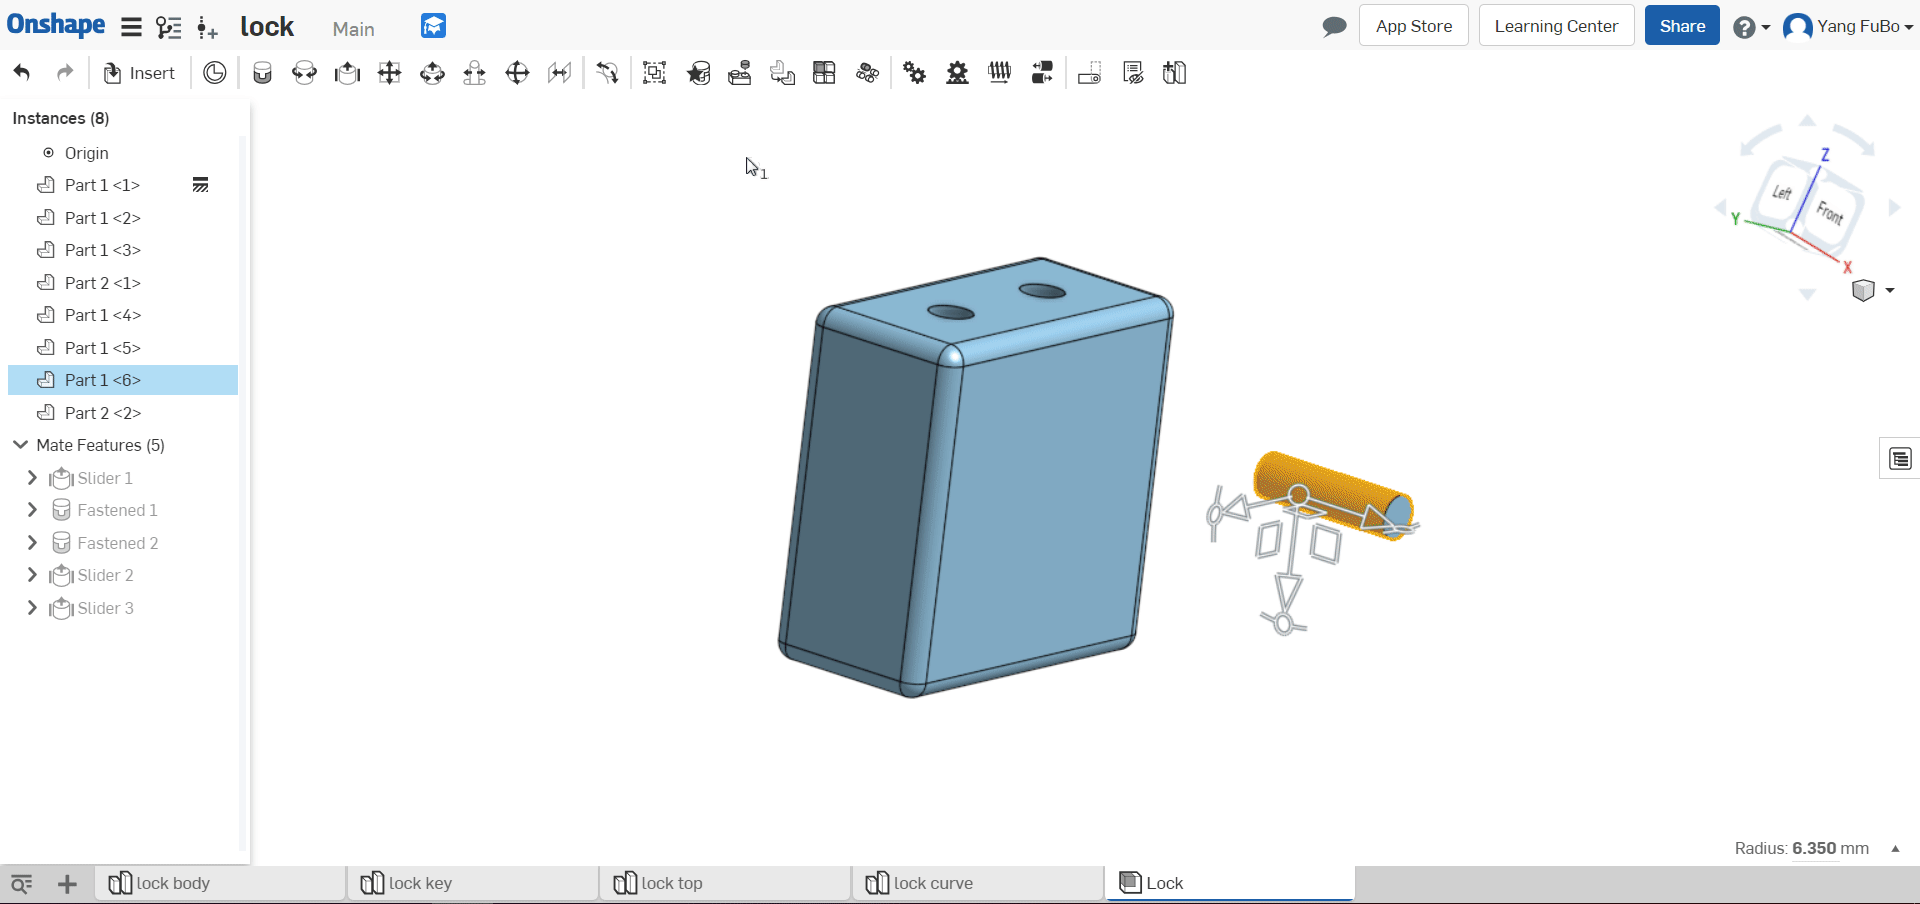 Onshape lock Main App Store Learning Center Share Yang FuBo
Insert
Instances (8)
Origin
Part 1 <1>
Part 1 <2>
Part 1 <3>
Part 2 <1>
Part 1 <4>
Part 1 <5>
Part 1 <6>
Part 2 <2>
Mate Features (5)
Slider 1
Fastened 1
Fastened 2
Slider 2
Slider 3
1
Z
Left
Front
Y
X
Radius: 6.350 mm
lock body lock key lock top lock curve Lock